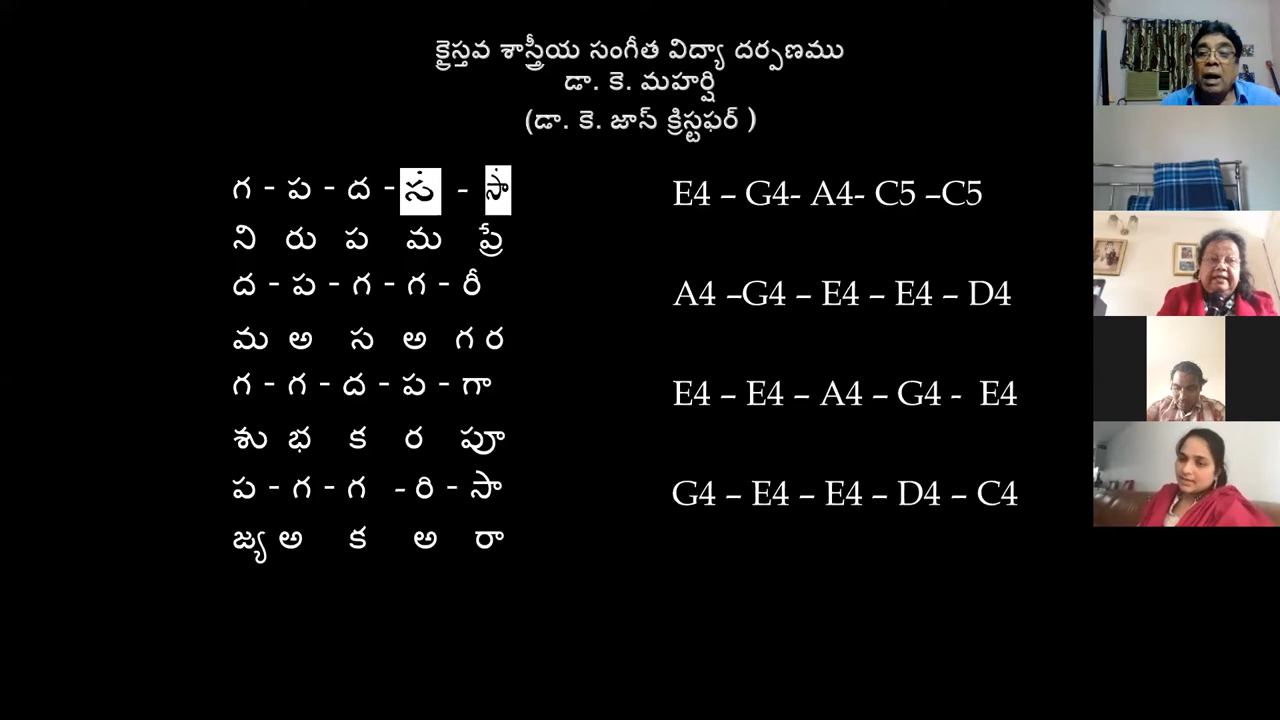 క్రైస్తవ శాస్త్రీయ సంగీత విద్యా దర్పణము
డా. కె. మహర్షి
(డా. కె. జాస్ క్రిస్టఫర్ )
గ - ప - ద - స̇ - సా̇
ని రు ప మ ప్రే
ద - ప - గ - గ - రీ
మ అ స అ గ ర
గ - గ - ద - ప - గా
శు భ క ర పూ
ప - గ - గ - రి - సా
జ్య అ క అ రా
E4 – G4- A4- C5 –C5
A4 –G4 – E4 – E4 – D4
E4 – E4 – A4 – G4 - E4
G4 – E4 – E4 – D4 – C4